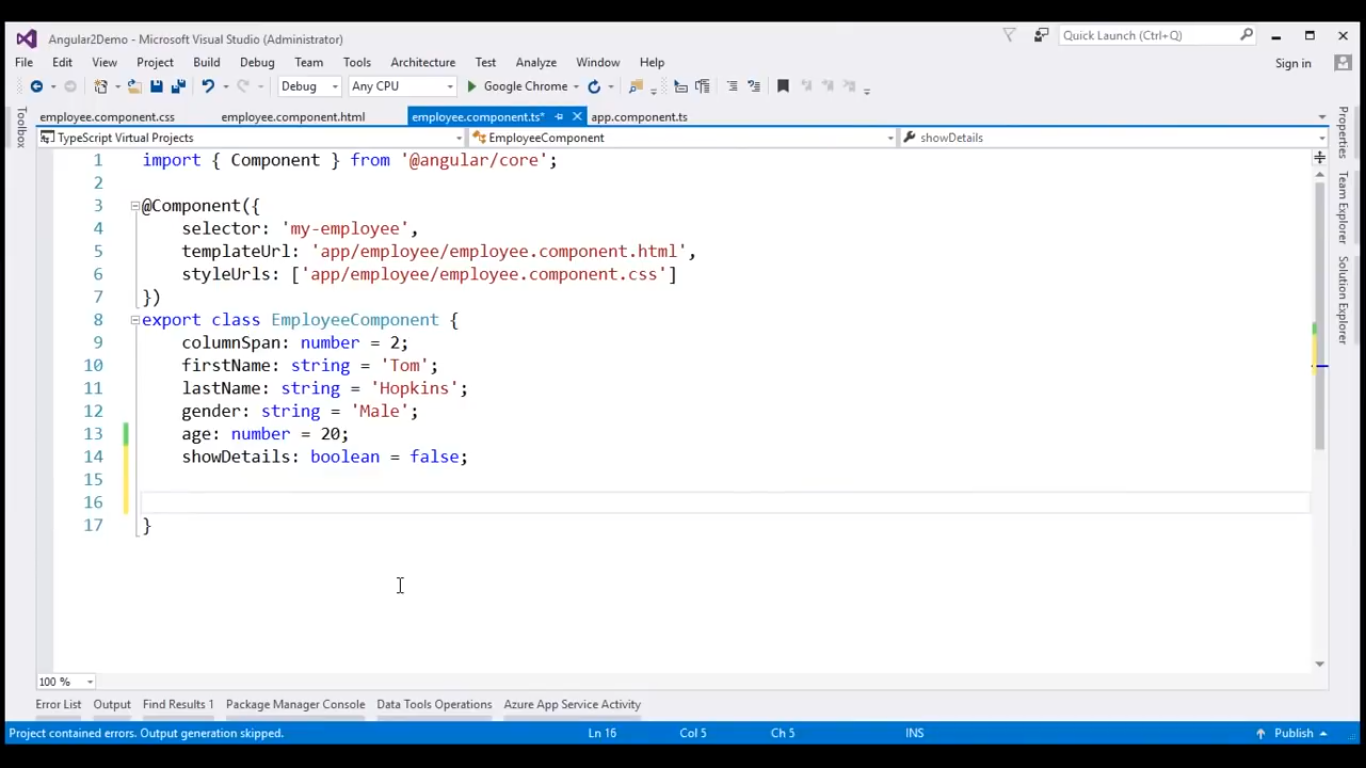 Angular2Demo - Microsoft Visual Studio (Administrator)
Quick Launch (Ctrl+Q)
File Edit View Project Build Debug Team Tools Architecture Test Analyze Window Help
Sign in
Debug Any CPU Google Chrome
employee.component.css employee.component.html employee.component.ts* app.component.ts
TypeScript Virtual Projects EmployeeComponent showDetails
Toolbox
Properties
Team Explorer
Solution Explorer
1 import { Component } from '@angular/core';
2
3 @Component({
4 selector: 'my-employee',
5 templateUrl: 'app/employee/employee.component.html',
6 styleUrls: ['app/employee/employee.component.css']
7 })
8 export class EmployeeComponent {
9 columnSpan: number = 2;
10 firstName: string = 'Tom';
11 lastName: string = 'Hopkins';
12 gender: string = 'Male';
13 age: number = 20;
14 showDetails: boolean = false;
15
16
17 }
100 %
Error List Output Find Results 1 Package Manager Console Data Tools Operations Azure App Service Activity
Project contained errors. Output generation skipped. Ln 16 Col 5 Ch 5 INS Publish